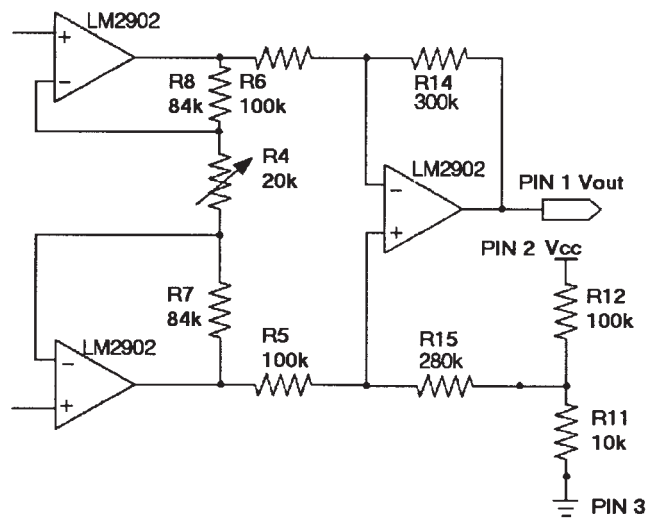 LM2902
+
−
R8
84k
R6
100k
R14
300k
R4
20k
LM2902
−
+
PIN 1 Vout
PIN 2 Vcc
R7
84k
R12
100k
LM2902
−
+
R5
100k
R15
280k
R11
10k
PIN 3